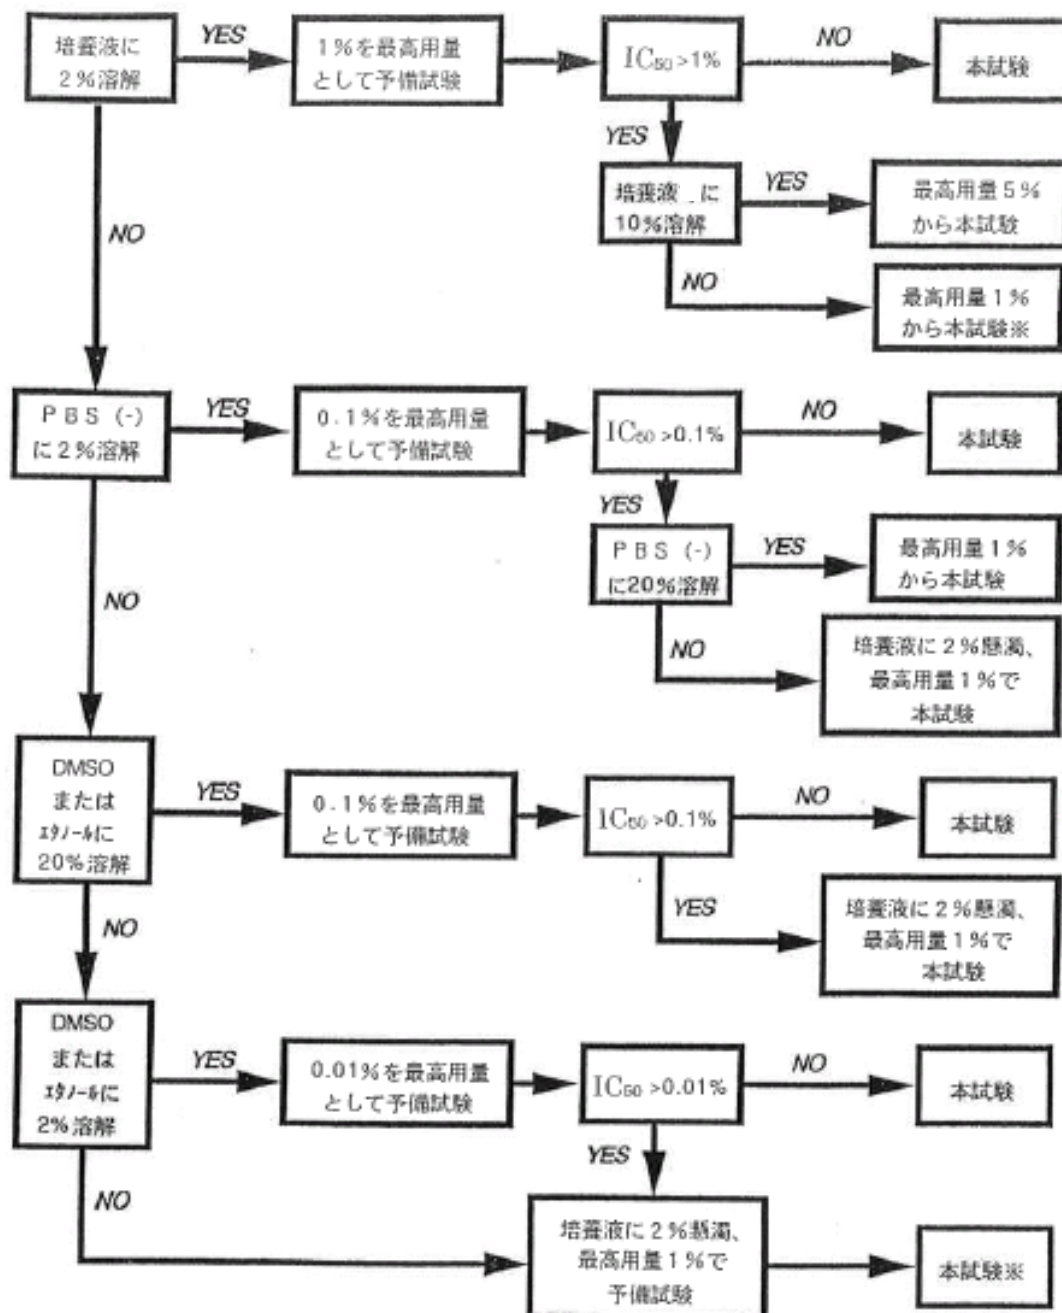 培養液に
2%溶解
YES
1%を最高用量
として予備試験
IC₅₀>1%
NO
本試験
YES
培養液 に
10%溶解
YES
最高用量5%
から本試験
NO
最高用量1%
から本試験※
NO
PBS (-)
に2%溶解
YES
0.1%を最高用量
として予備試験
IC₅₀>0.1%
NO
本試験
YES
PBS (-)
に20%溶解
YES
最高用量1%
から本試験
NO
培養液に2%懸濁、
最高用量1%で
本試験
NO
DMSO
または
エタノールに
20%溶解
YES
0.1%を最高用量
として予備試験
IC₅₀>0.1%
NO
本試験
YES
培養液に2%懸濁、
最高用量1%で
本試験
NO
DMSO
または
エタノールに
2%溶解
YES
0.01%を最高用量
として予備試験
IC₅₀>0.01%
NO
本試験
YES
NO
培養液に2%懸濁、
最高用量1%で
予備試験
本試験※